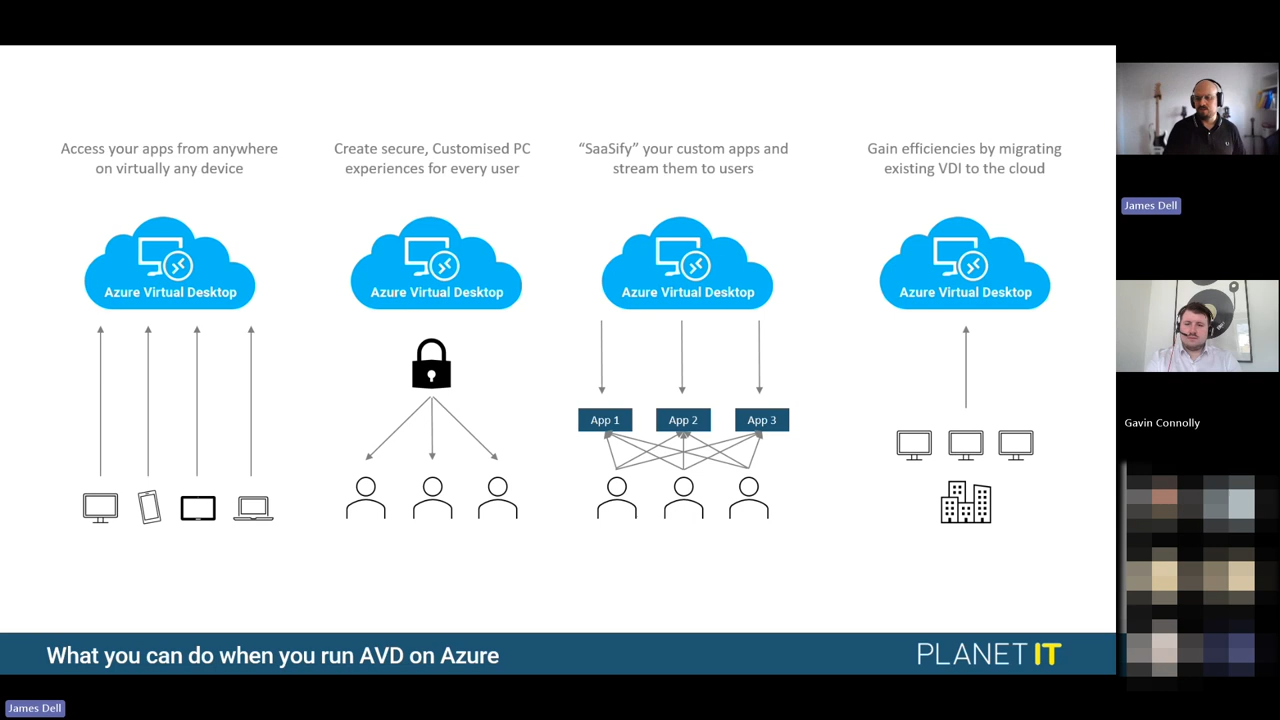 Access your apps from anywhere
on virtually any device
Create secure, Customised PC
experiences for every user
“SaaSify” your custom apps and
stream them to users
Gain efficiencies by migrating
existing VDI to the cloud
Azure Virtual Desktop
Azure Virtual Desktop
Azure Virtual Desktop
Azure Virtual Desktop
App 1
App 2
App 3
What you can do when you run AVD on Azure
PLANET IT
James Dell
Gavin Connolly
James Dell